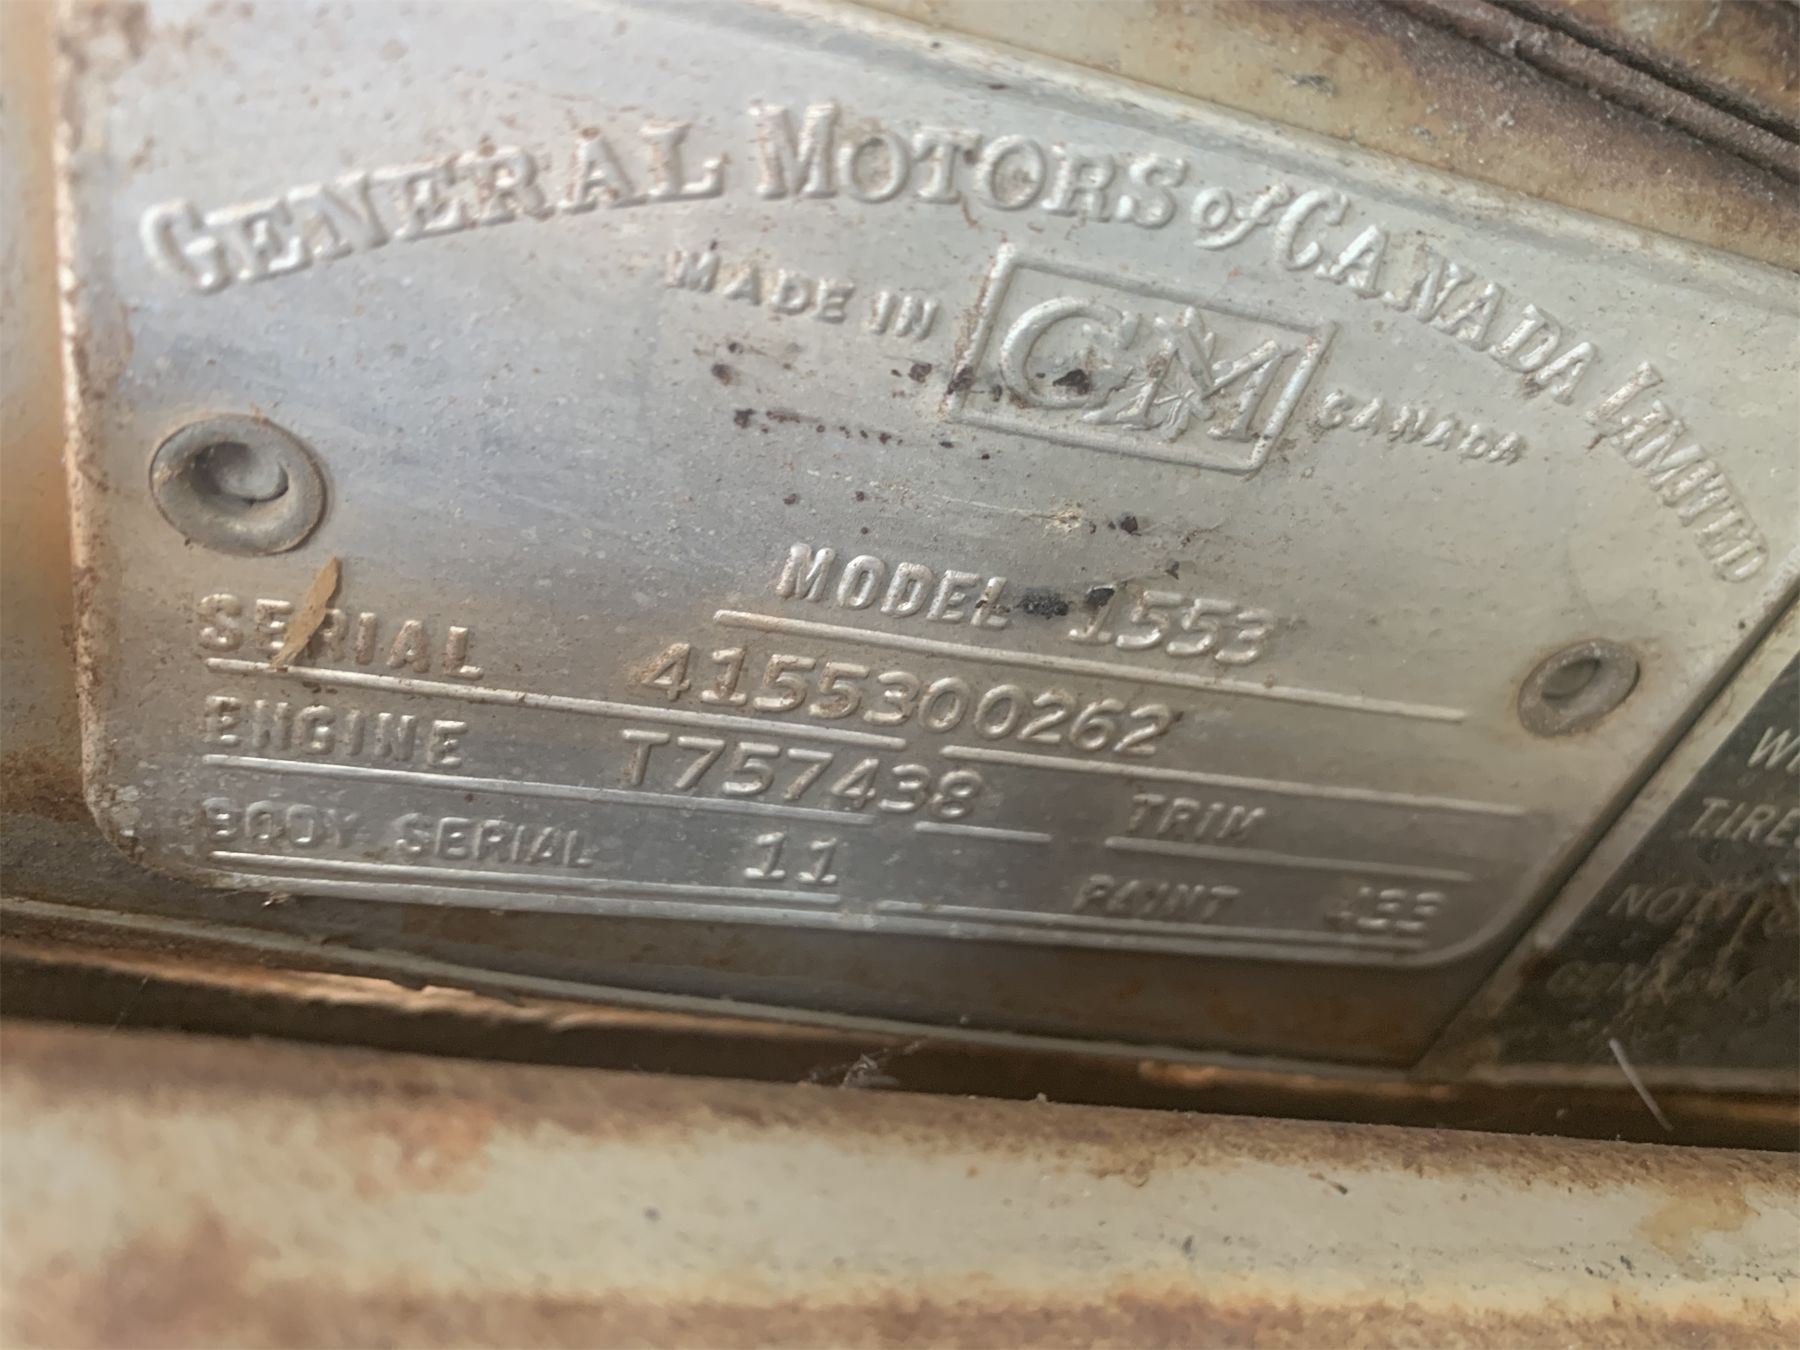 GENERAL MOTORS of CANADA LIMITED
MADE IN GM CANADA
MODEL 1553
SERIAL 4155300262
ENGINE T757438 TRIM
BODY SERIAL 11 PAINT
TIRE